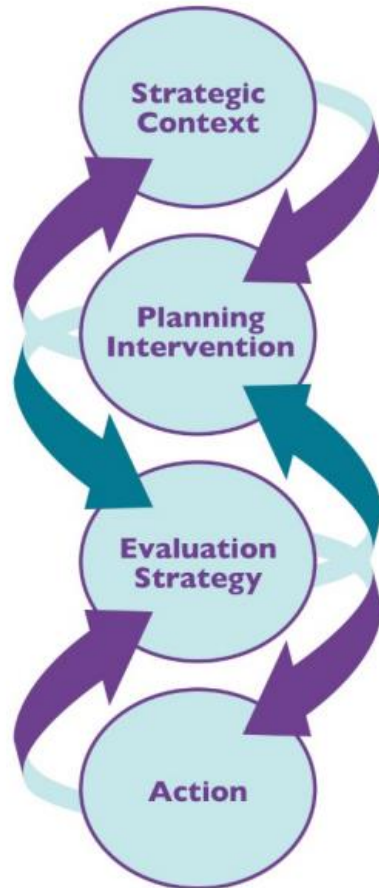 Strategic
Context
Planning
Intervention
Evaluation
Strategy
Action